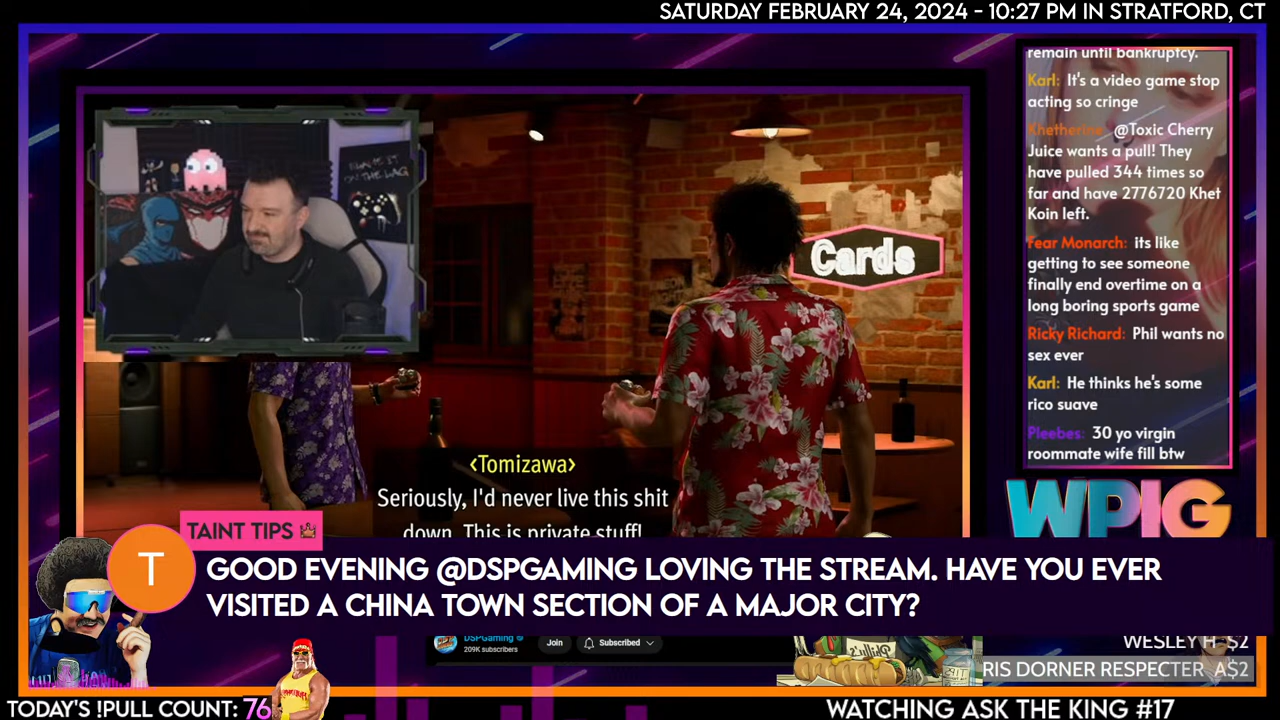 SATURDAY FEBRUARY 24, 2024 - 10:27 PM IN STRATFORD, CT
BLAME IT
ON THE LAG
Cards
<Tomizawa>
Seriously, I'd never live this shit
down. This is private stuff!
remain until bankruptcy.
Karl: It's a video game stop
acting so cringe
Khetherine: @Toxic Cherry
Juice wants a pull! They
have pulled 344 times so
far and have 2776720 Khet
Koin left.
Fear Monarch: its like
getting to see someone
finally end overtime on a
long boring sports game
Ricky Richard: Phil wants no
sex ever
Karl: He thinks he's some
rico suave
Pleebes: 30 yo virgin
roommate wife fill btw
WPIG
TAINT TIPS
T
GOOD EVENING @DSPGAMING LOVING THE STREAM. HAVE YOU EVER
VISITED A CHINA TOWN SECTION OF A MAJOR CITY?
DSPGaming
209K subscribers
Join
Subscribed
WESLEY H $2
RIS DORNER RESPECTER A$2
TODAY'S !PULL COUNT: 76
WATCHING ASK THE KING #17